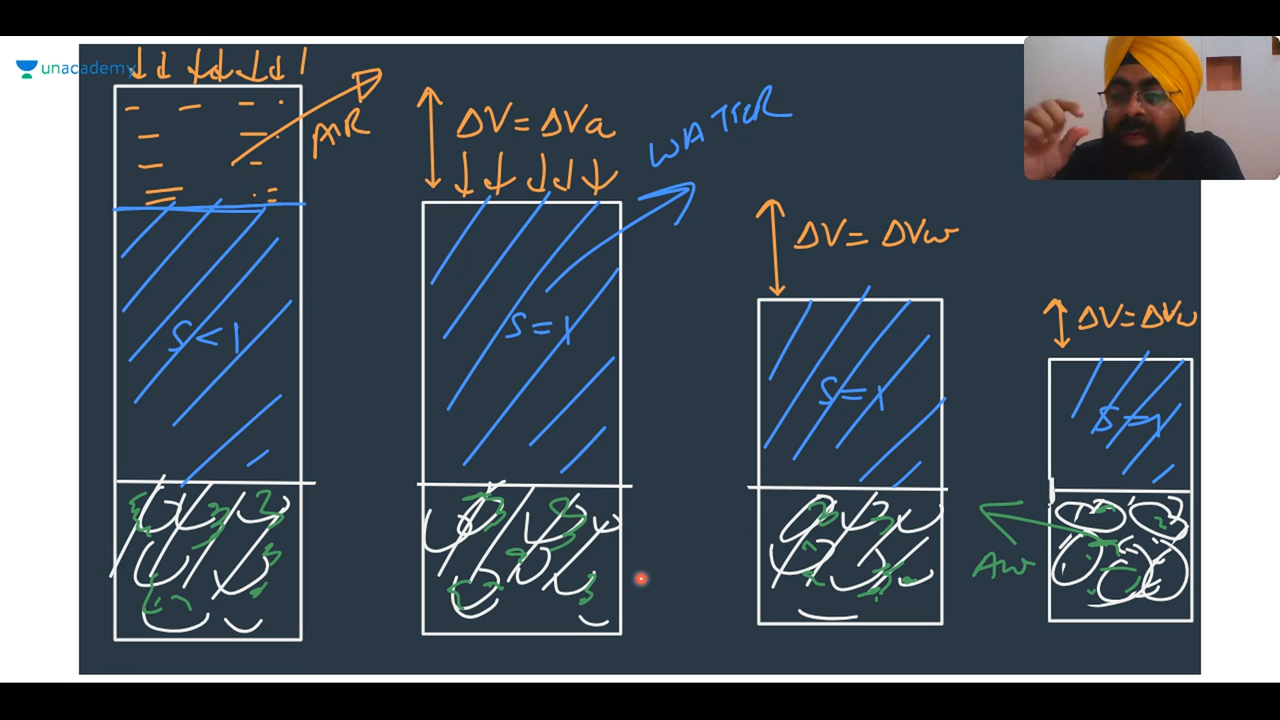 unacademy
AIR
S < 1
ΔV = ΔVa
WATER
S = 1
ΔV = ΔVw
S = 1
ΔV = ΔVw
S = 1
Aw